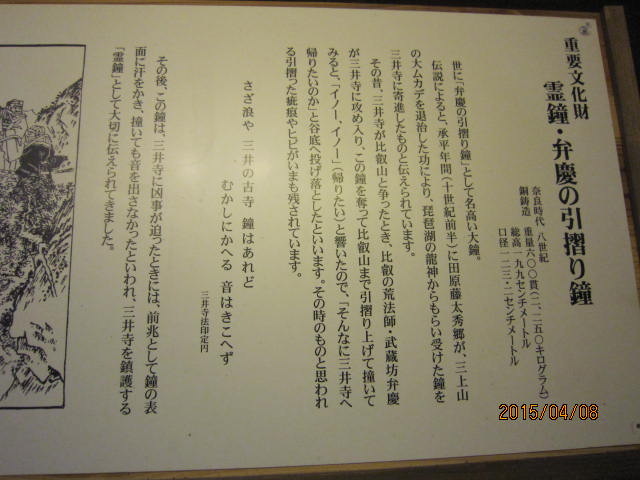 重要文化財
霊鐘・弁慶の引摺り鐘
奈良時代 八世紀
銅鋳造 重量六〇〇貫(二、二五〇キログラム)
総高一九九センチメートル
口径一二三・二センチメートル
世に「弁慶の引摺り鐘」として名高い大鐘。
伝説によると、承平年間(十世紀前半)に田原藤太秀郷が、三上山
の大ムカデを退治した功により、琵琶湖の龍神からもらい受けた鐘を
三井寺に寄進したものと伝えられています。
その昔、三井寺が比叡山と争ったとき、比叡の荒法師・武蔵坊弁慶
が三井寺に攻め入り、この鐘を奪って比叡山まで引摺り上げて撞いて
みると、「イノー、イノー」(帰りたい)と響いたので、「そんなに三井寺へ
帰りたいのか」と谷底へ投げ落としたといいます。その時のものと思われ
る引摺った疵痕やヒビがいまも残されています。
さざ浪や 三井の古寺 鐘はあれど
むかしにかへる 音はきこへず
三井寺法印定円
その後、この鐘は、三井寺に凶事が迫ったときには、前兆として鐘の表
面に汗をかき、撞いても音を出さなかったといわれ、三井寺を鎮護する
「霊鐘」として大切に伝えられてきました。
2015/04/08